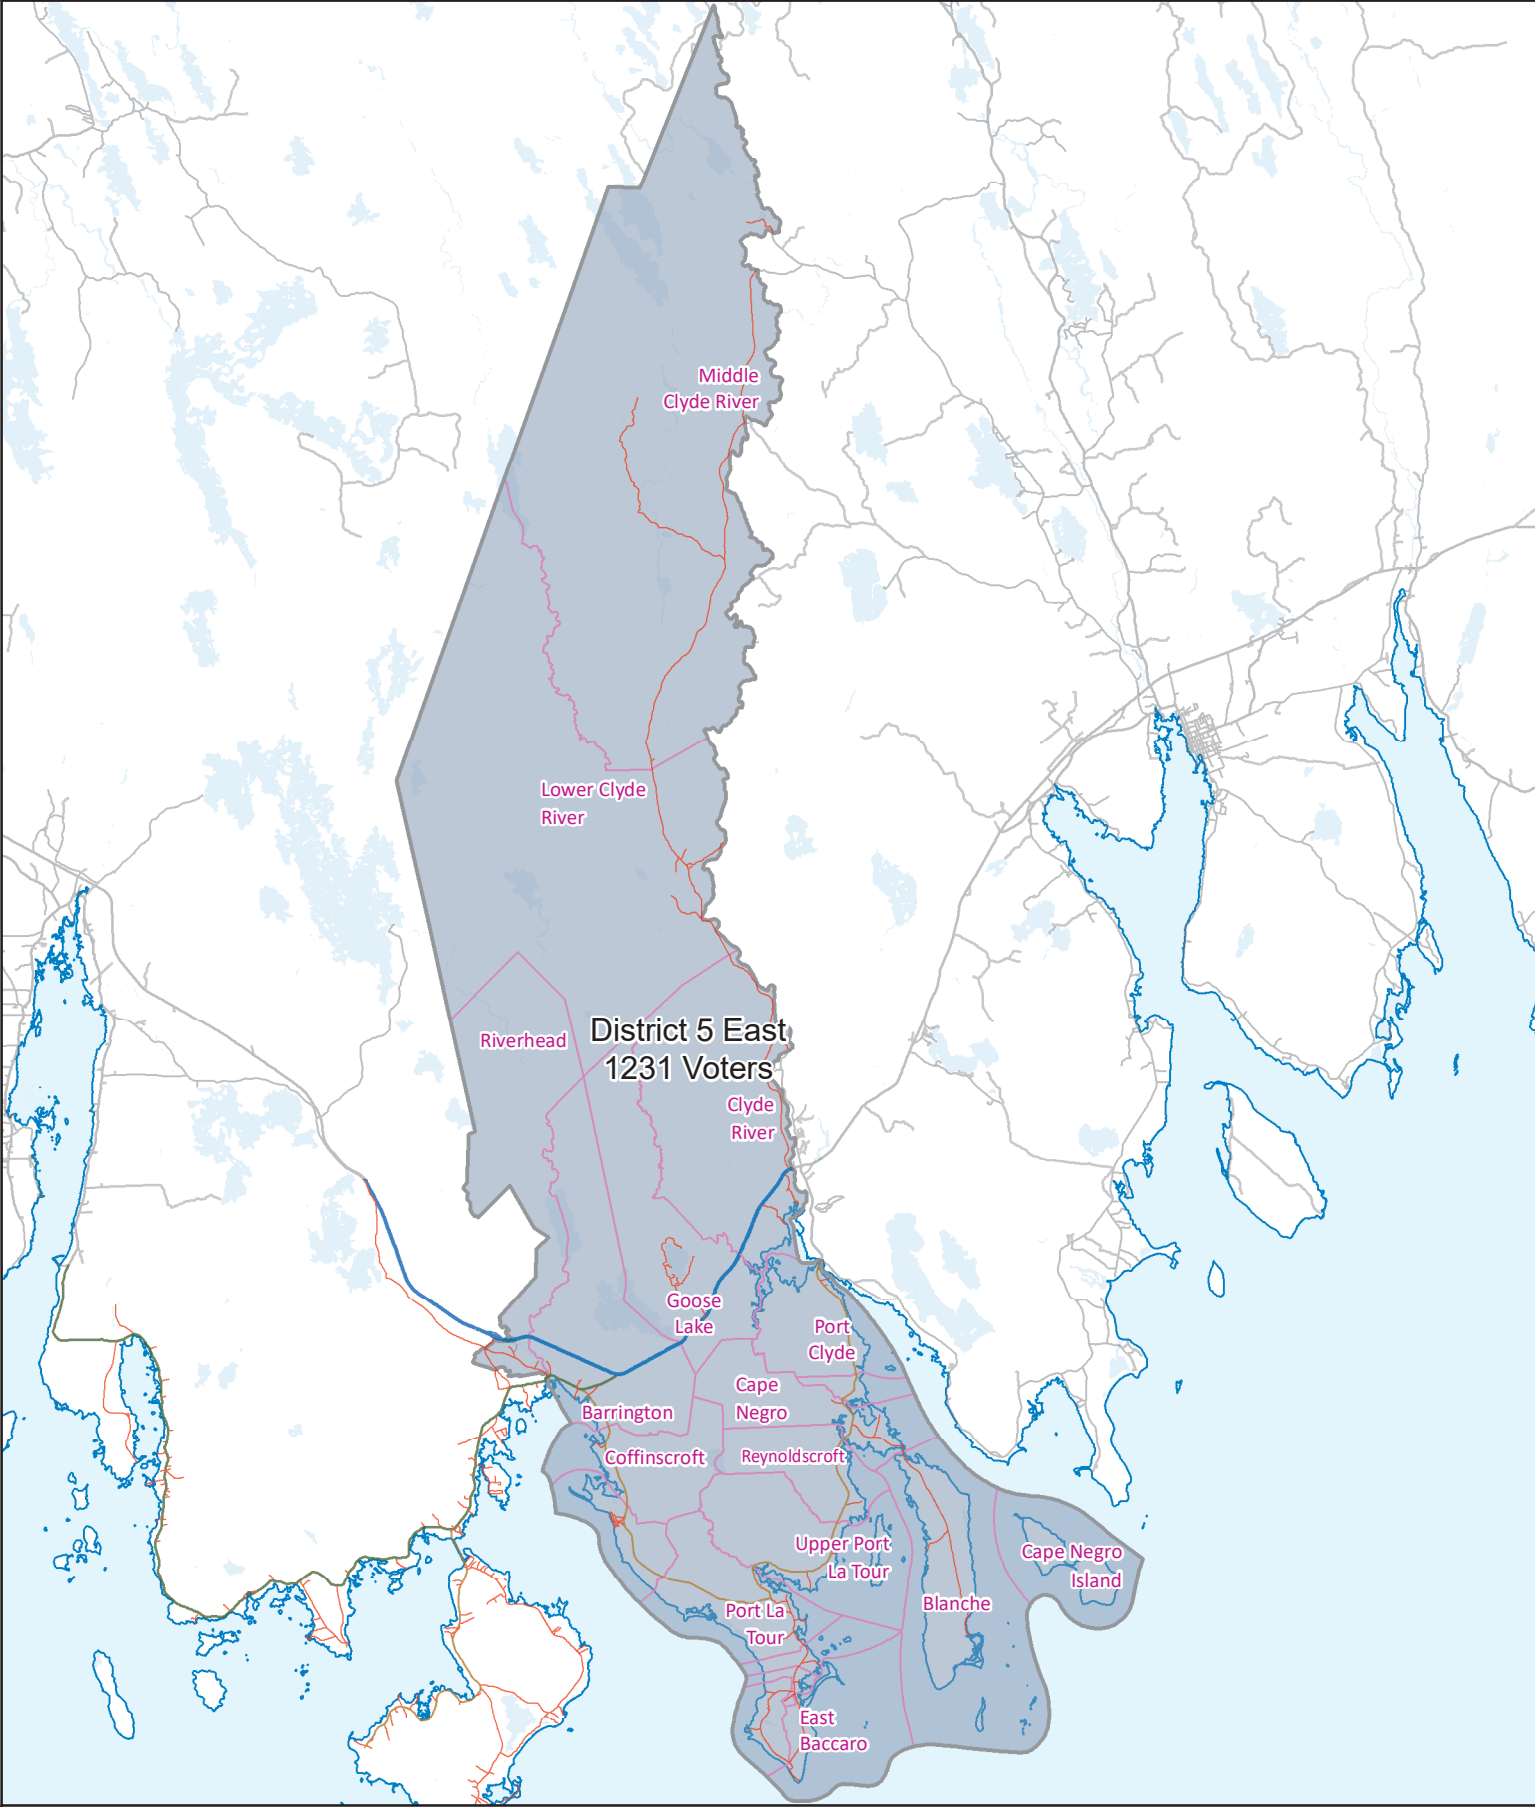 Middle
Clyde River
Lower Clyde
River
District 5 East
1231 Voters
Riverhead
Clyde
River
Goose
Lake
Port
Clyde
Cape
Negro
Barrington
Coffinscroft
Reynoldscroft
Upper Port
La Tour
Cape Negro
Island
Blanche
Port La
Tour
East
Baccaro